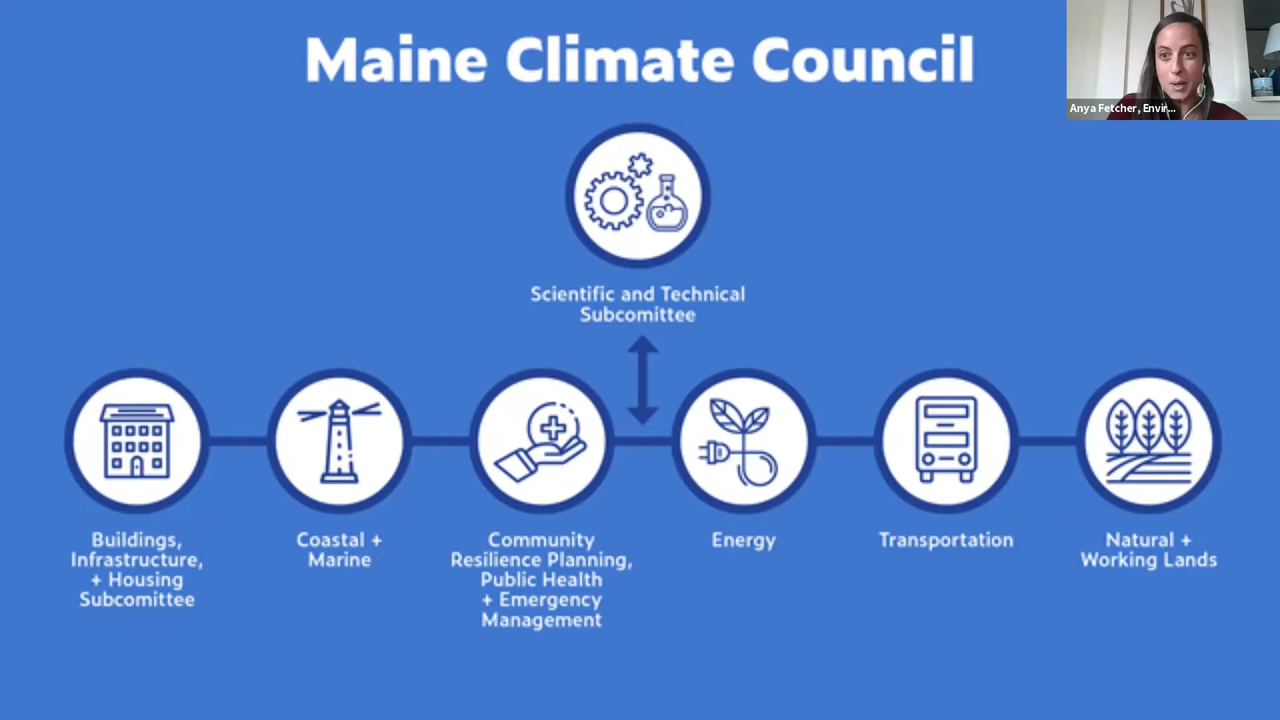 Maine Climate Council
Anya Fetcher, Envir...
Scientific and Technical
Subcomittee
Buildings,
Infrastructure,
+ Housing
Subcomittee
Coastal +
Marine
Community
Resilience Planning,
Public Health
+ Emergency
Management
Energy
Transportation
Natural +
Working Lands